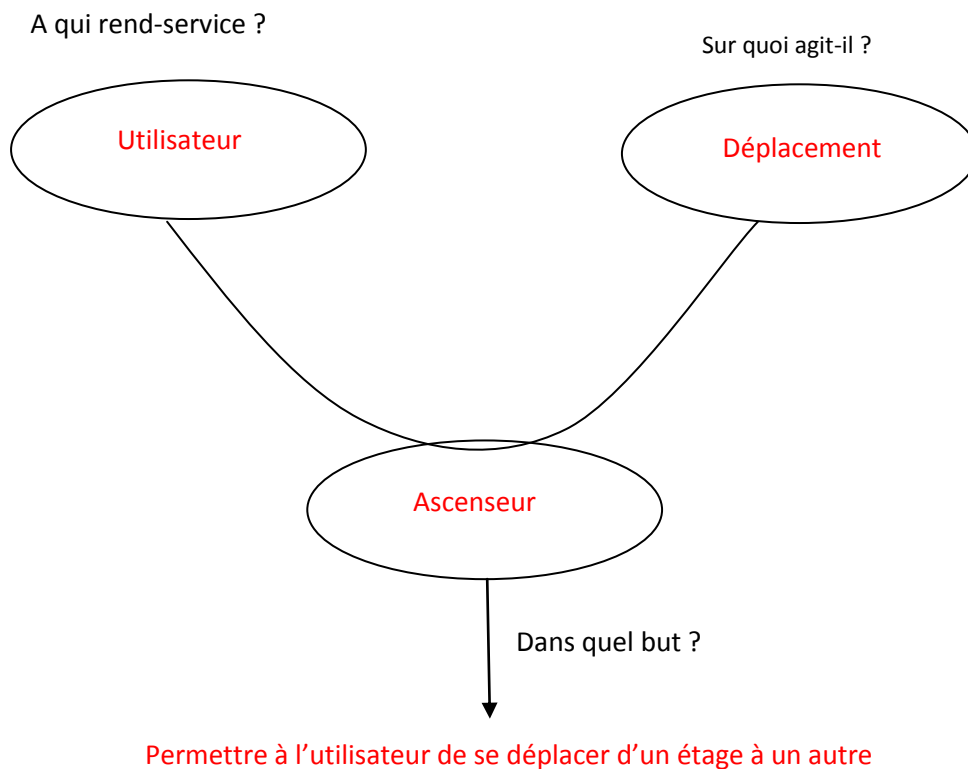 A qui rend-service ?
Sur quoi agit-il ?
Utilisateur
Déplacement
Ascenseur
Dans quel but ?
Permettre à l’utilisateur de se déplacer d’un étage à un autre